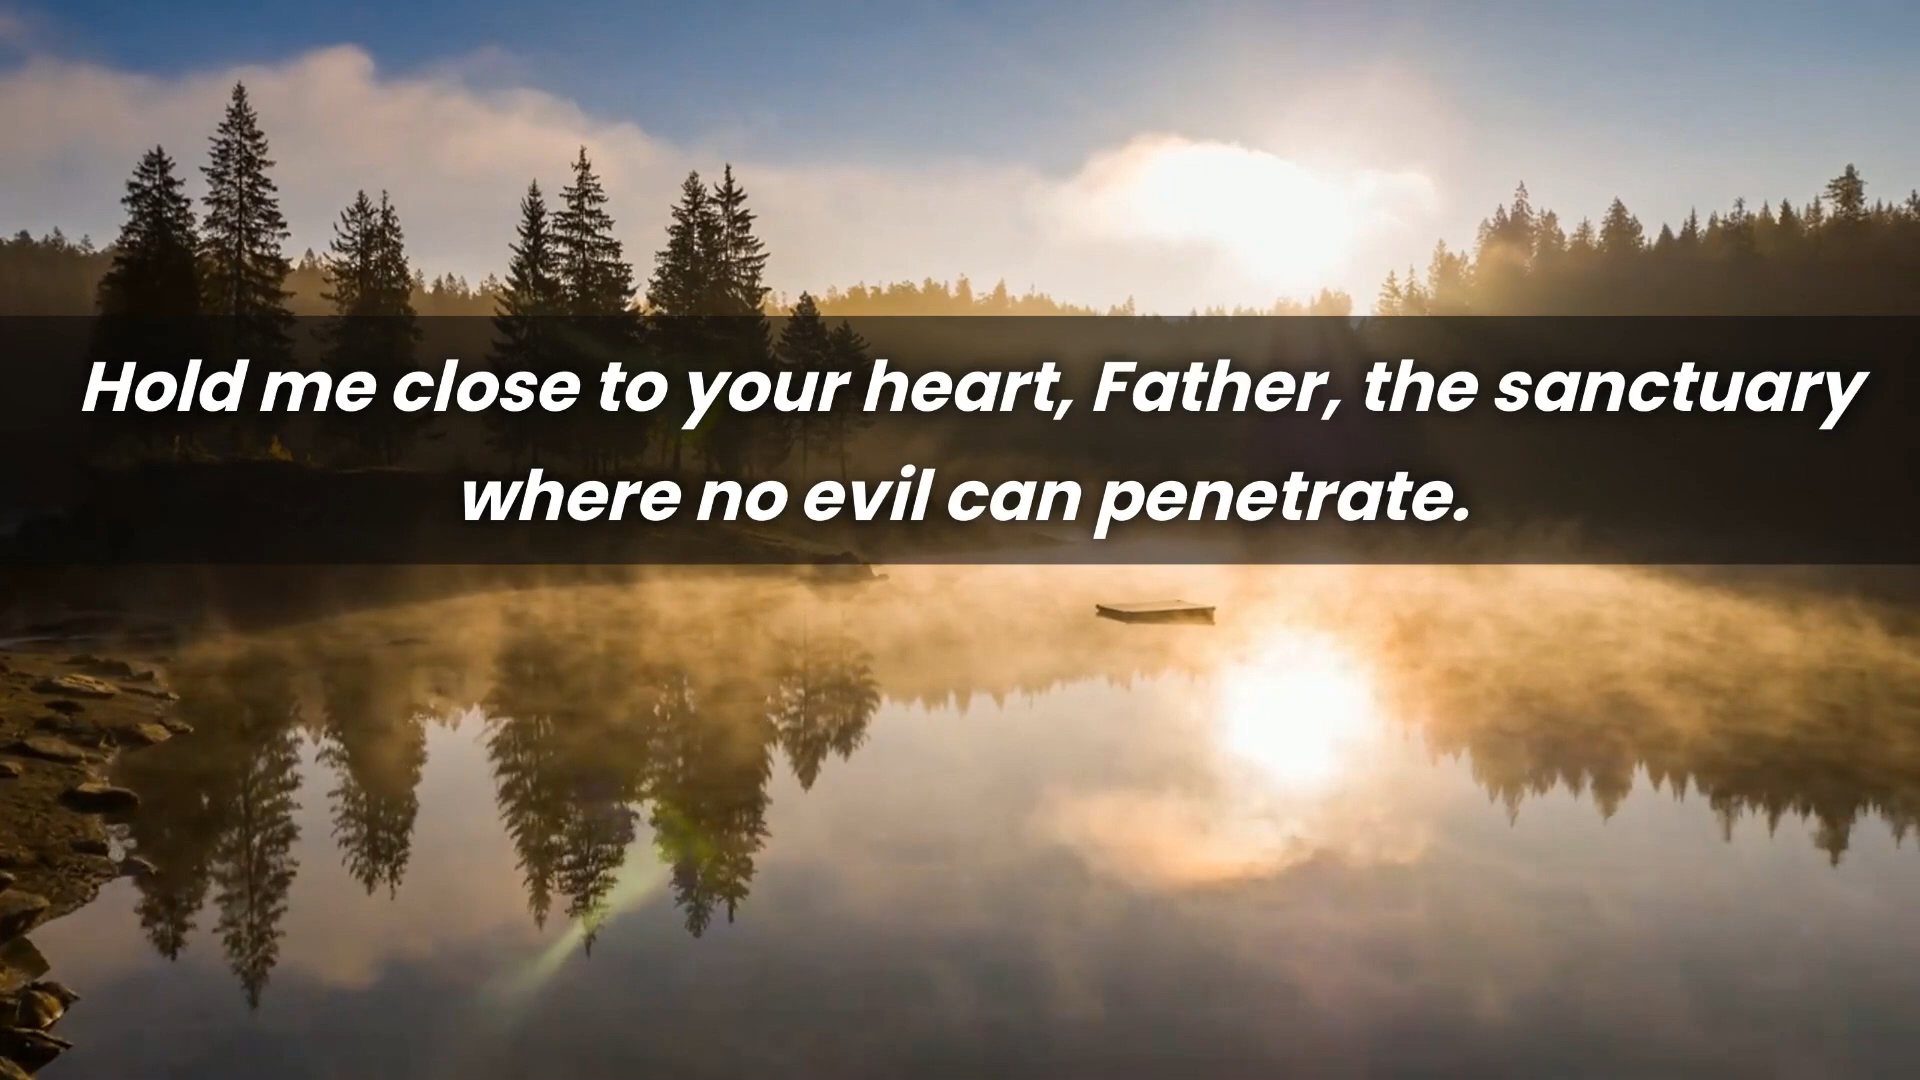 Hold me close to your heart, Father, the sanctuary
where no evil can penetrate.